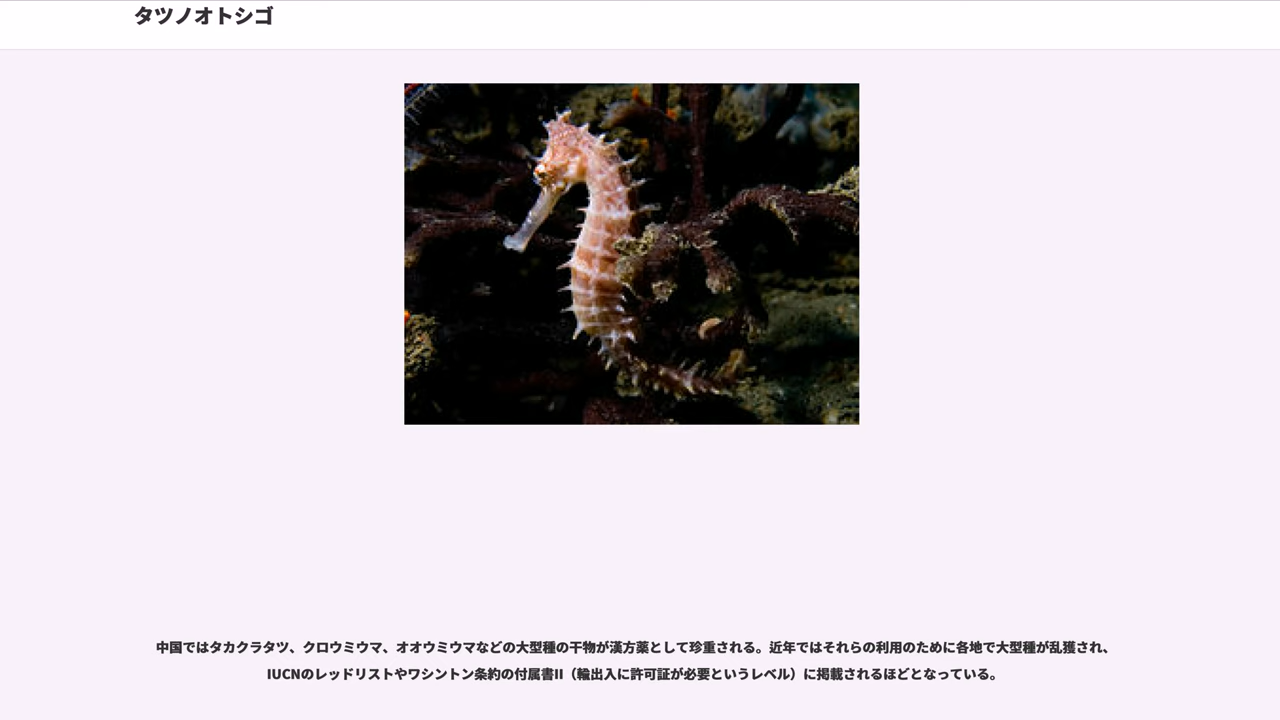 タツノオトシゴ
中国ではタカクラタツ、クロウミウマ、オオウミウマなどの大型種の干物が漢方薬として珍重される。近年ではそれらの利用のために各地で大型種が乱獲され、
IUCNのレッドリストやワシントン条約の付属書II（輸出入に許可証が必要というレベル）に掲載されるほどとなっている。